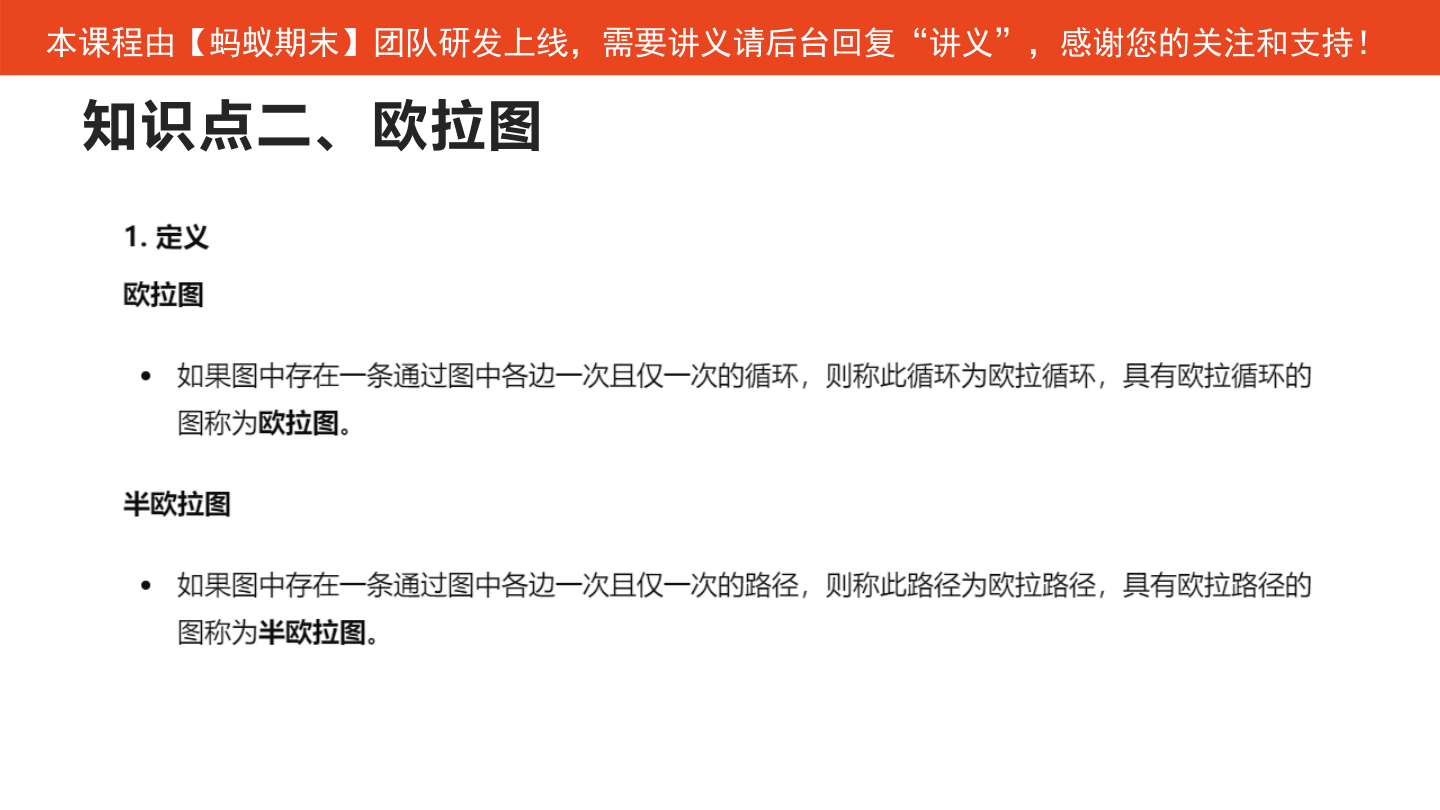 本课程由【蚂蚁期末】团队研发上线，需要讲义请后台回复“讲义”，感谢您的关注和支持！
知识点二、欧拉图
1. 定义
欧拉图
• 如果图中存在一条通过图中各边一次且仅一次的循环，则称此循环为欧拉循环，具有欧拉循环的
图称为欧拉图。
半欧拉图
• 如果图中存在一条通过图中各边一次且仅一次的路径，则称此路径为欧拉路径，具有欧拉路径的
图称为半欧拉图。